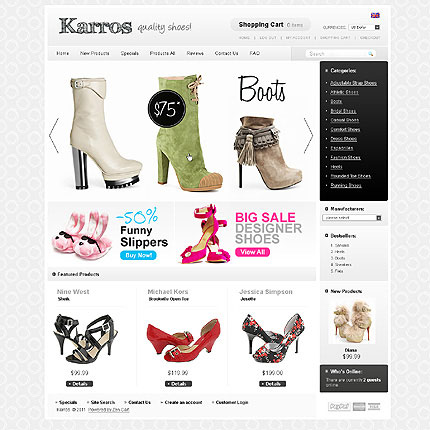 Karros quality shoes!
Shopping Cart 0 items
CURRENCIES: US Dollar
HOME | LOG OUT | MY ACCOUNT | SHOPPING CART | CHECKOUT
Home New Products Specials Products All Reviews Contact Us FAQ
Search
$75
Boots
Categories:
Adjustable Strap Shoes
Athletic Shoes
Boots
Bridal Shoes
Casual Shoes
Comfort Shoes
Dress Shoes
Espadrilles
Fashion Shoes
Heels
Rounded Toe Shoes
Running Shoes
-50%
Funny
Slippers
Buy Now!
BIG SALE
DESIGNER
SHOES
View All
Manufacturers:
Bestsellers:
1.
2. Heels
3. Boots
4. Sneakers
5.
Featured Products
Nine West
Michael Kors
Brookville Open Toe
Jessica Simpson
Josette
$99.99
Details
$119.99
Details
$199.00
Details
New Products
Diana
$99.99
Who's Online:
There are currently 2 guests
online.
Specials Site Search Contact Us Create an account Customer Login
Karros © 2011 Powered by Zen Cart